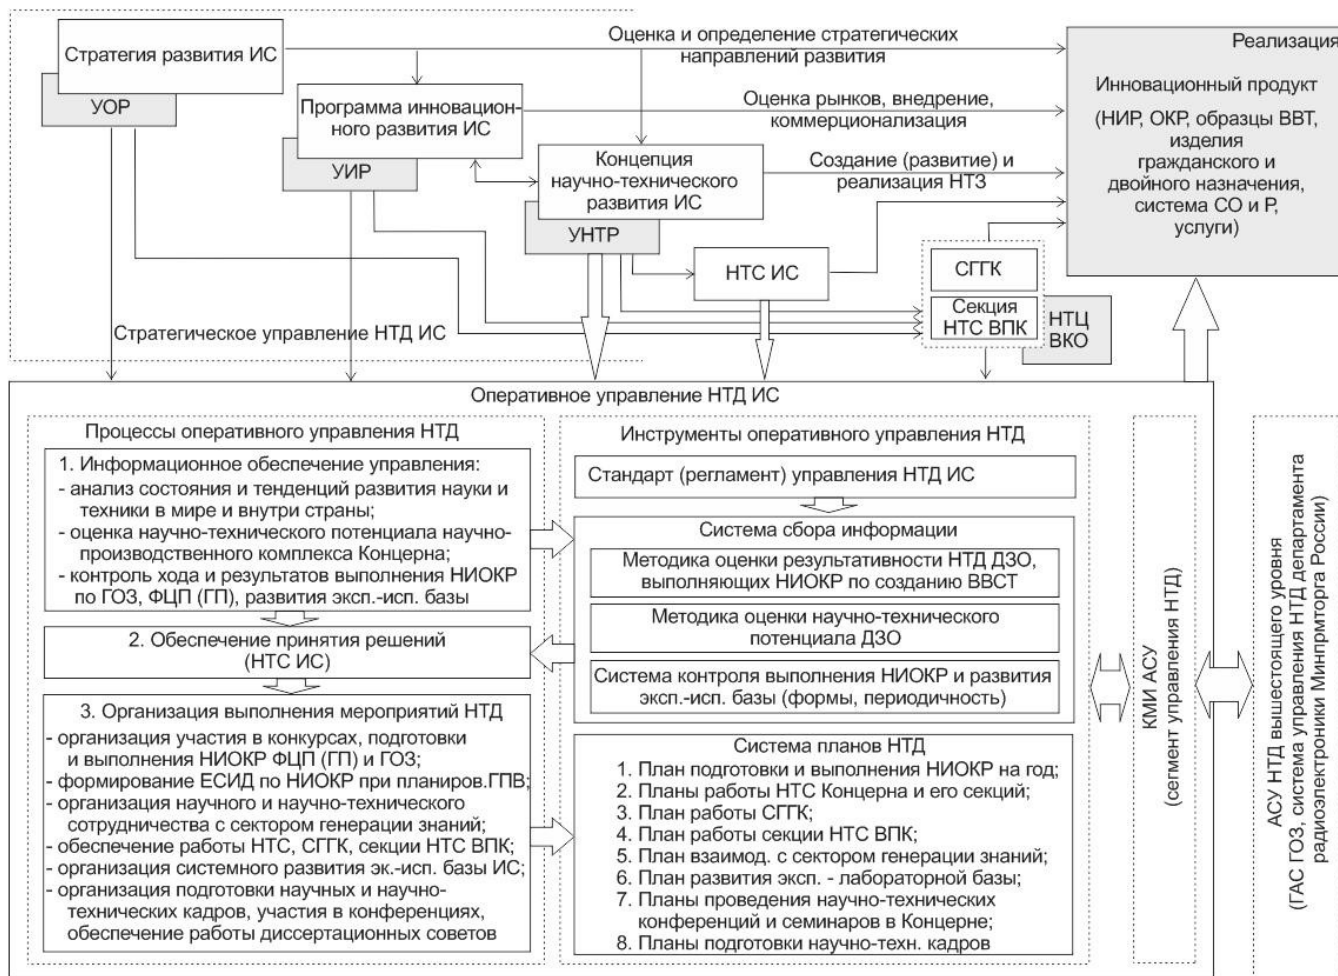 Стратегия развития ИС
УОР
Оценка и определение стратегических
направлений развития
Программа инновацион-
ного развития ИС
УИР
Оценка рынков, внедрение,
коммерционализация
Концепция
научно-технического
развития ИС
УНТР
Создание (развитие) и
реализация НТЗ
НТС ИС
СГГК
Секция
НТС ВПК
НТЦ
ВКО
Реализация
Инновационный продукт
(НИР, ОКР, образцы ВВТ,
изделия
гражданского и
двойного назначения,
система СО и Р,
услуги)
Стратегическое управление НТД ИС
Оперативное управление НТД ИС
Процессы оперативного управления НТД
1. Информационное обеспечение управления:
- анализ состояния и тенденций развития науки и
техники в мире и внутри страны;
- оценка научно-технического потенциала научно-
производственного комплекса Концерна;
- контроль хода и результатов выполнения НИОКР
по ГОЗ, ФЦП (ГП), развития эксп.-исп. базы
2. Обеспечение принятия решений
(НТС ИС)
3. Организация выполнения мероприятий НТД
- организация участия в конкурсах, подготовки
и выполнения НИОКР ФЦП (ГП) и ГОЗ;
- формирование ЕСИД по НИОКР при планиров.ГПВ;
- организация научного и научно-технического
сотрудничества с сектором генерации знаний;
- обеспечение работы НТС, СГГК, секции НТС ВПК;
- организация системного развития эк.-исп. базы ИС;
- организация подготовки научных и научно-
технических кадров, участия в конференциях,
обеспечение работы диссертационных советов
Инструменты оперативного управления НТД
Стандарт (регламент) управления НТД ИС
Система сбора информации
Методика оценки результативности НТД ДЗО,
выполняющих НИОКР по созданию ВВСТ
Методика оценки научно-технического
потенциала ДЗО
Система контроля выполнения НИОКР и развития
эксп.-исп. базы (формы, периодичность)
Система планов НТД
1. План подготовки и выполнения НИОКР на год;
2. Планы работы НТС Концерна и его секций;
3. План работы СГГК;
4. План работы секции НТС ВПК;
5. План взаимод. с сектором генерации знаний;
6. План развития эксп. - лабораторной базы;
7. Планы проведения научно-технических
конференций и семинаров в Концерне;
8. Планы подготовки научно-техн. кадров
КМИ АСУ
(сегмент управления НТД)
АСУ НТД вышестоящего уровня
(ГАС ГОЗ, система управления НТД департамента
радиоэлектроники Минпрмторга России)